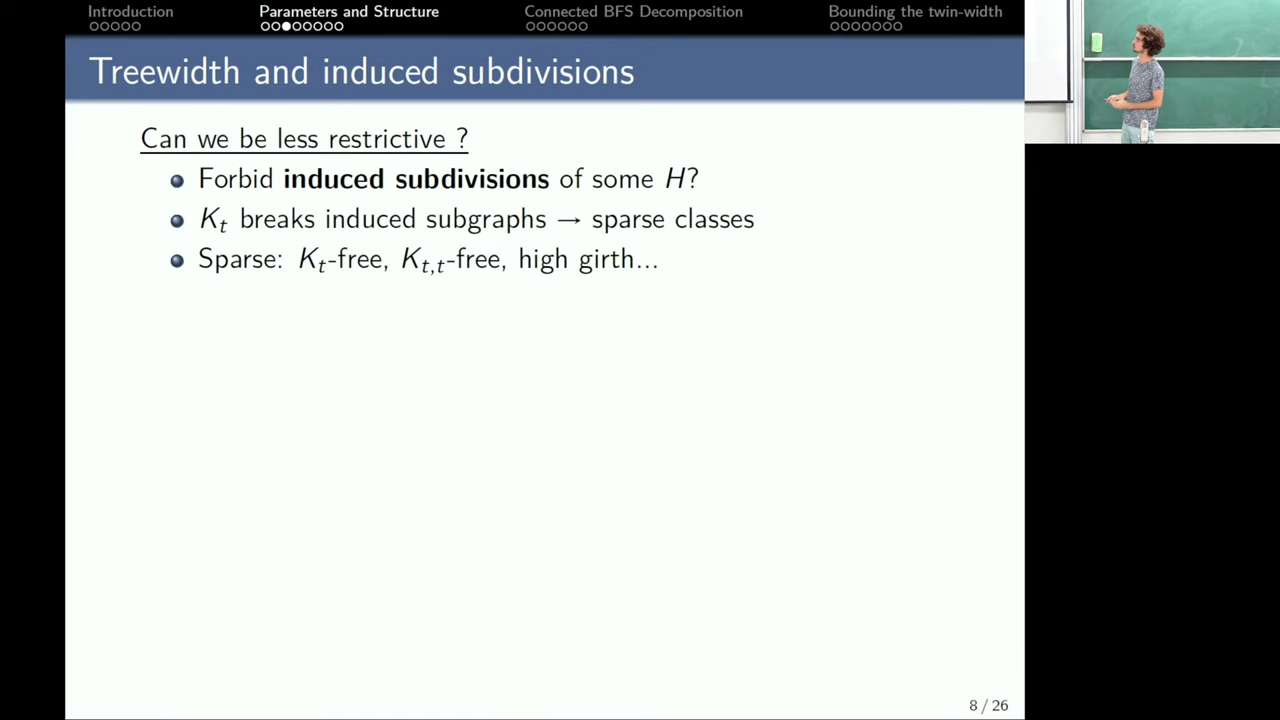 Introduction
Parameters and Structure
Connected BFS Decomposition
Bounding the twin-width
Treewidth and induced subdivisions
Can we be less restrictive ?
Forbid induced subdivisions of some H?
Kₜ breaks induced subgraphs → sparse classes
Sparse: Kₜ-free, Kₜ,ₜ-free, high girth...
8 / 26